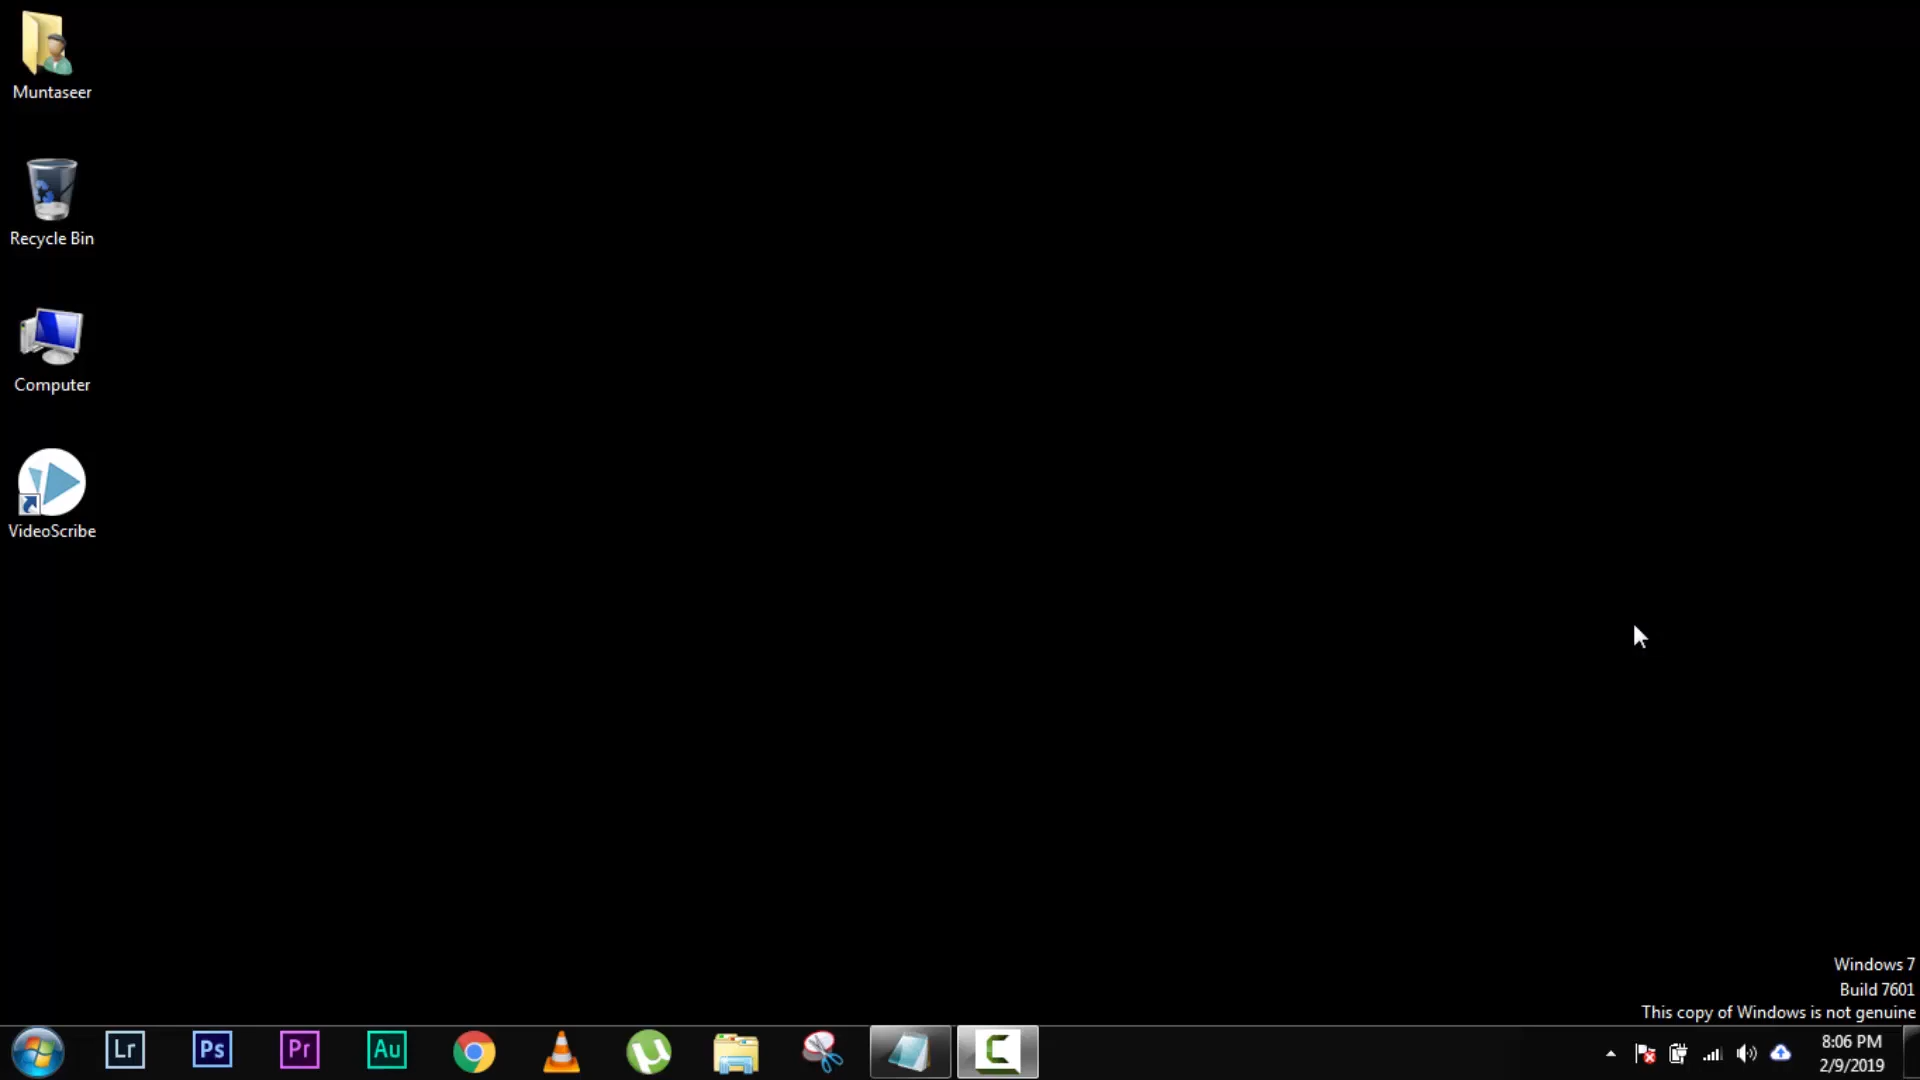 Muntaseer
Recycle Bin
Computer
VideoScribe
Windows 7
Build 7601
This copy of Windows is not genuine
Lr
Ps
Pr
Au
8:06 PM
2/9/2019